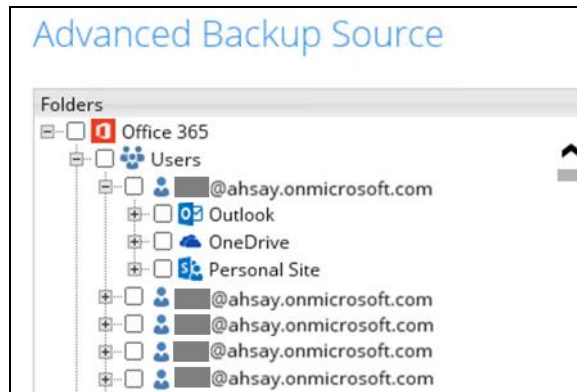 Advanced Backup Source
Folders
Office 365
Users
@ahsay.onmicrosoft.com
Outlook
OneDrive
Personal Site
@ahsay.onmicrosoft.com
@ahsay.onmicrosoft.com
@ahsay.onmicrosoft.com
@ahsay.onmicrosoft.com